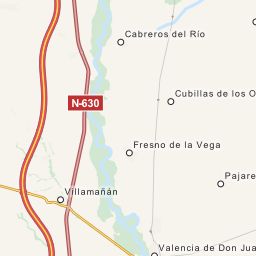 Cabreros del Río
Cubillas de los O
N-630
Fresno de la Vega
Pajare
Villamañán
Valencia de Don Jua